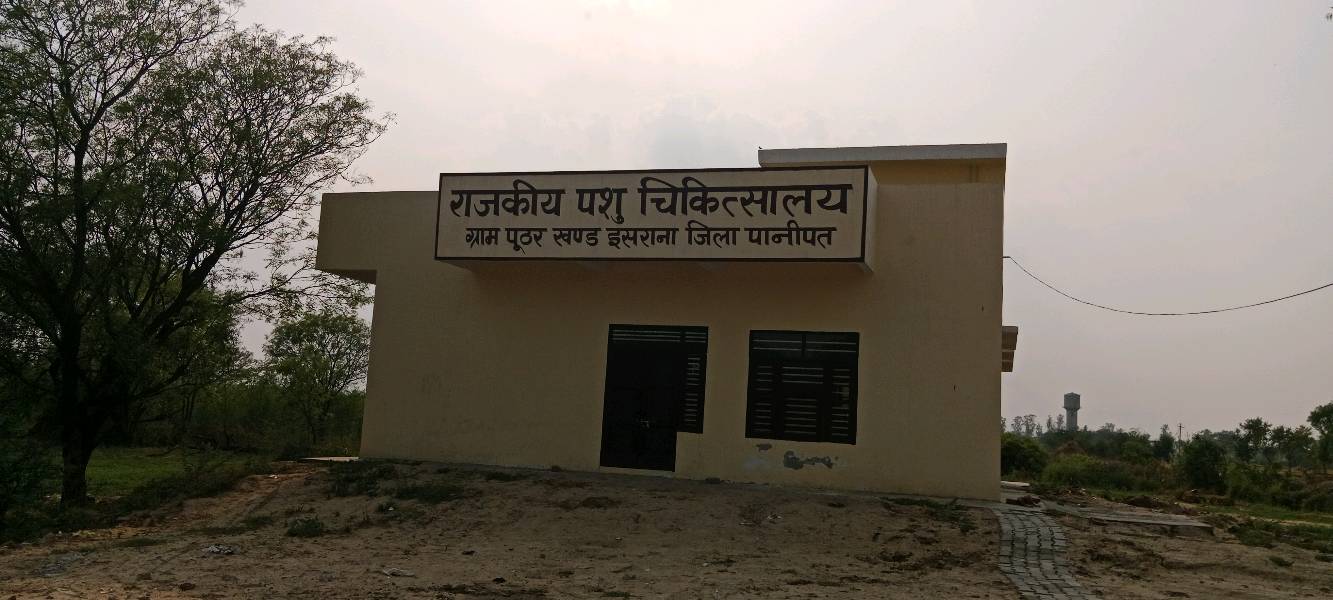 राजकीय पशु चिकित्सालय
ग्राम पूठर खण्ड इसराना जिला पानीपत